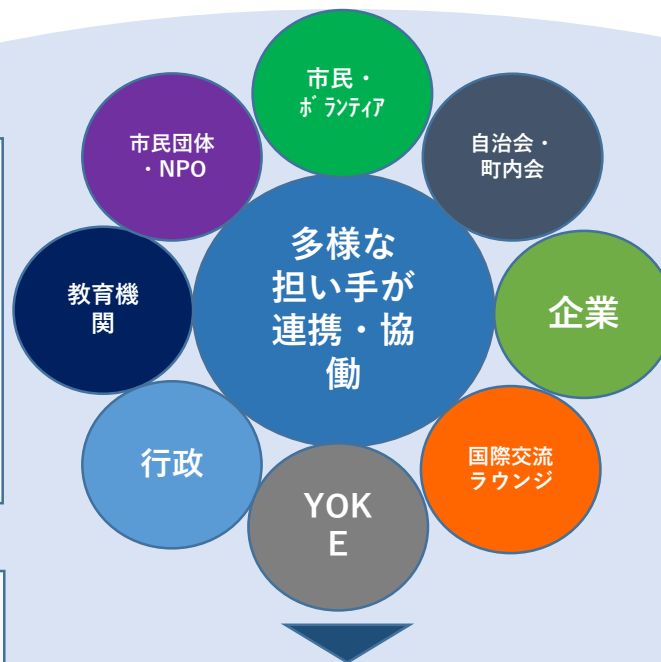 市民・
ボランティア
市民団体
・NPO
自治会・
町内会
多様な
担い手が
連携・協
働
教育機
関
企業
行政
国際交流
ラウンジ
YOK
E